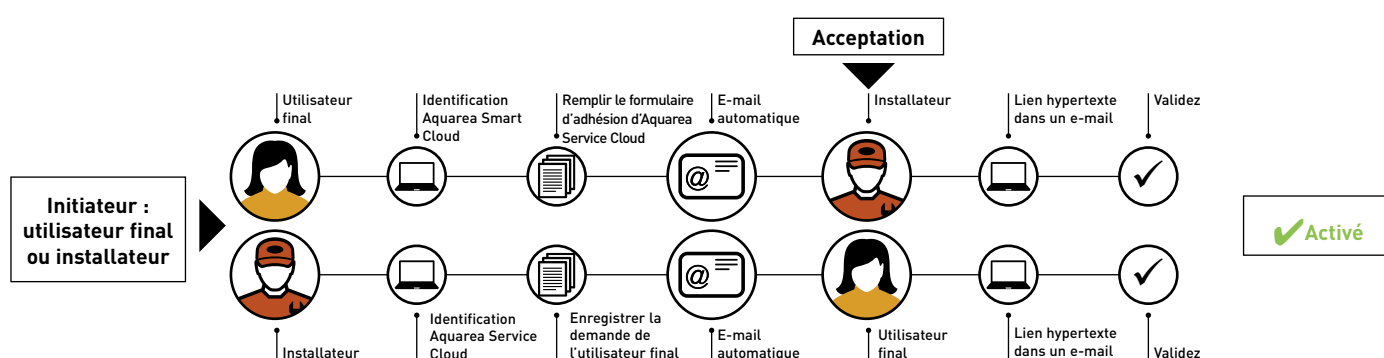 Acceptation
Utilisateur
final
Identification
Aquarea Smart
Cloud
Remplir le formulaire
d'adhésion d'Aquarea
Service Cloud
E-mail
automatique
Installateur
Lien hypertexte
dans un e-mail
Validez
Initiateur :
utilisateur final
ou installateur
@
@
Activé
Installateur
Identification
Aquarea Service
Cloud
Enregistrer la
demande de
l'utilisateur final
E-mail
automatique
Utilisateur
final
Lien hypertexte
dans un e-mail
Validez